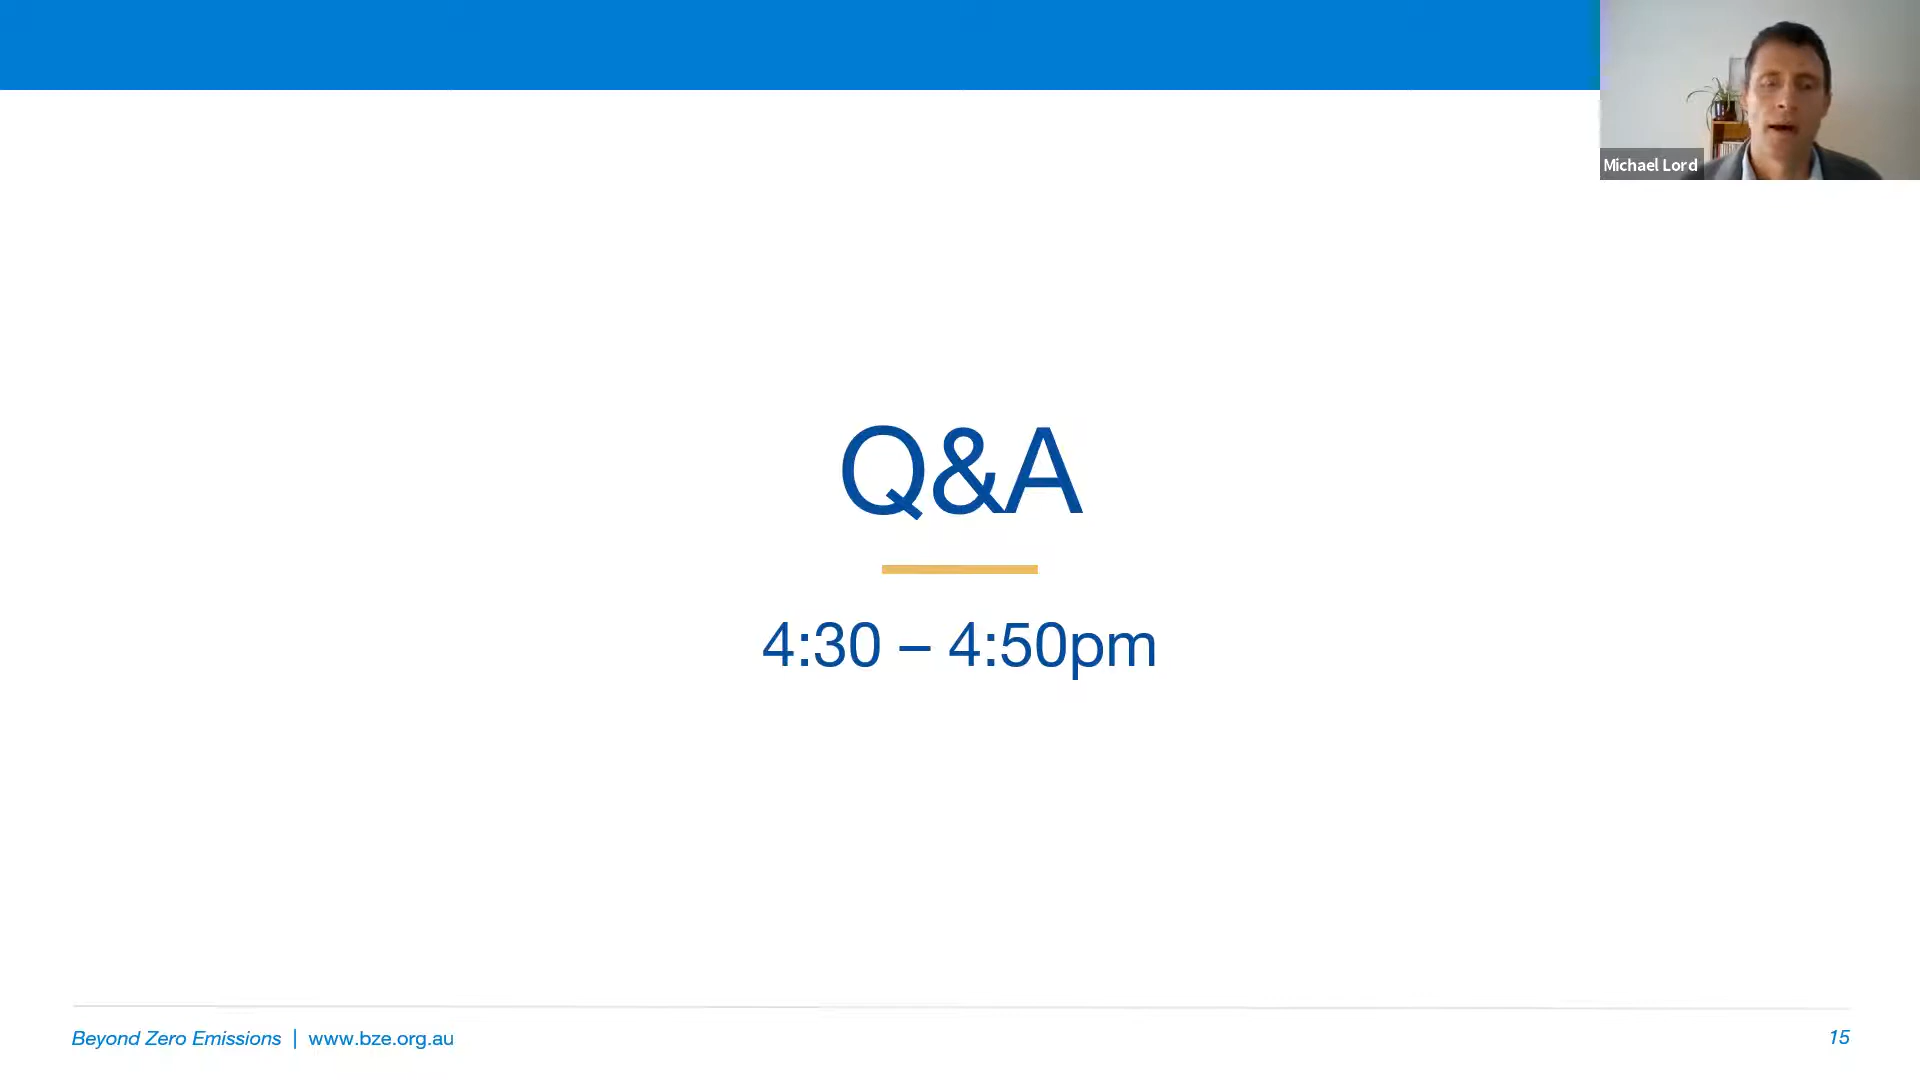 Michael Lord
Q&A
4:30 – 4:50pm
Beyond Zero Emissions | www.bze.org.au
15